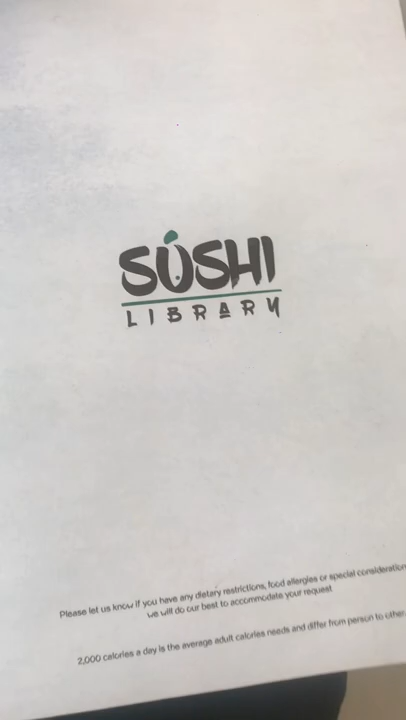 SUSHI
LIBRARY
Please let us know if you have any dietary restrictions, food allergies or special consideration
we will do our best to accommodate your request
2,000 calories a day is the average adult calories needs and differ from person to other